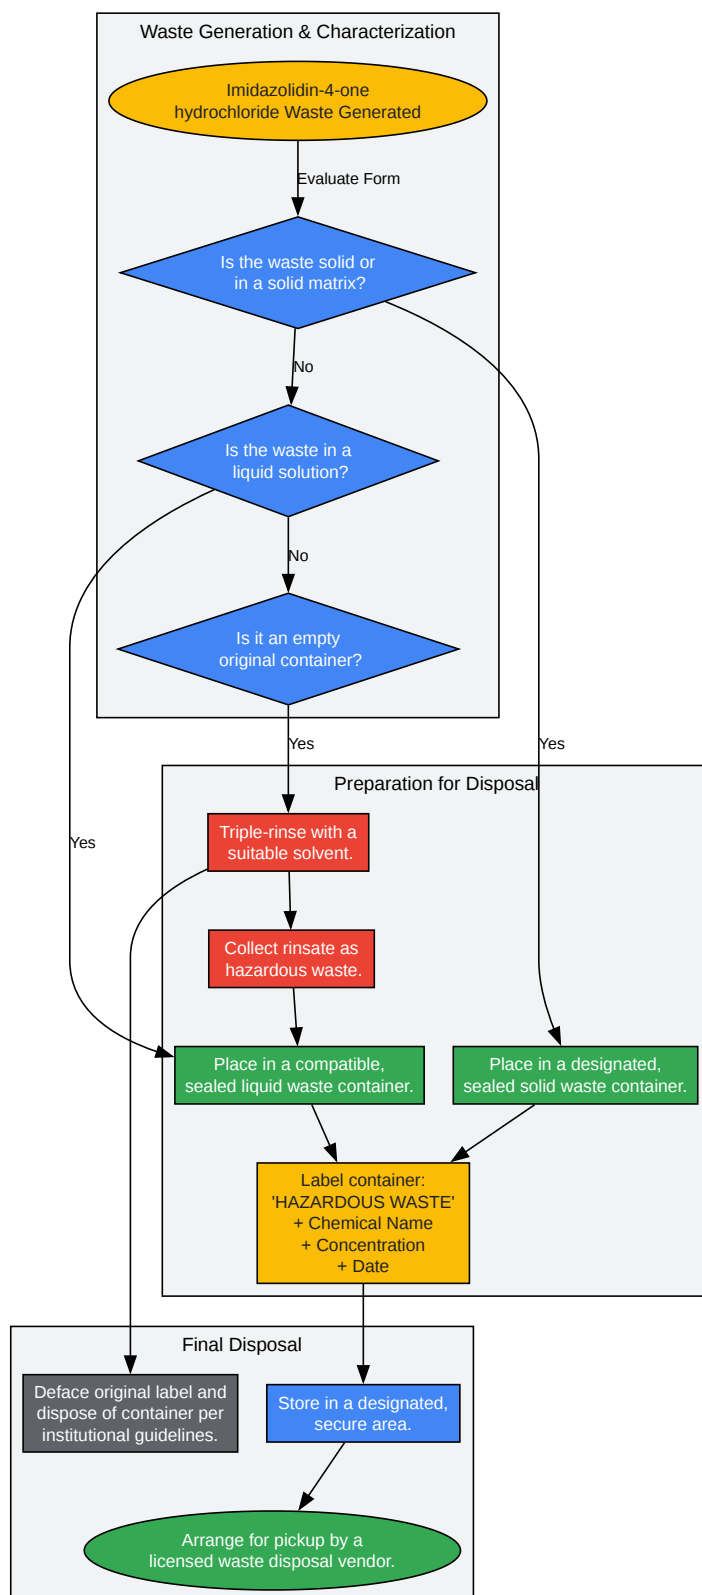 Waste Generation & Characterization
Imidazolidin-4-one
hydrochloride Waste Generated
Evaluate Form
Is the waste solid or
in a solid matrix?
No
Is the waste in a
liquid solution?
No
Is it an empty
original container?
Yes
Yes
Preparation for Disposal
Triple-rinse with a
suitable solvent.
Yes
Collect rinsate as
hazardous waste.
Place in a compatible,
sealed liquid waste container.
Place in a designated,
sealed solid waste container.
Label container:
'HAZARDOUS WASTE'
+ Chemical Name
+ Concentration
+ Date
Final Disposal
Deface original label and
dispose of container per
institutional guidelines.
Store in a designated,
secure area.
Arrange for pickup by a
licensed waste disposal vendor.